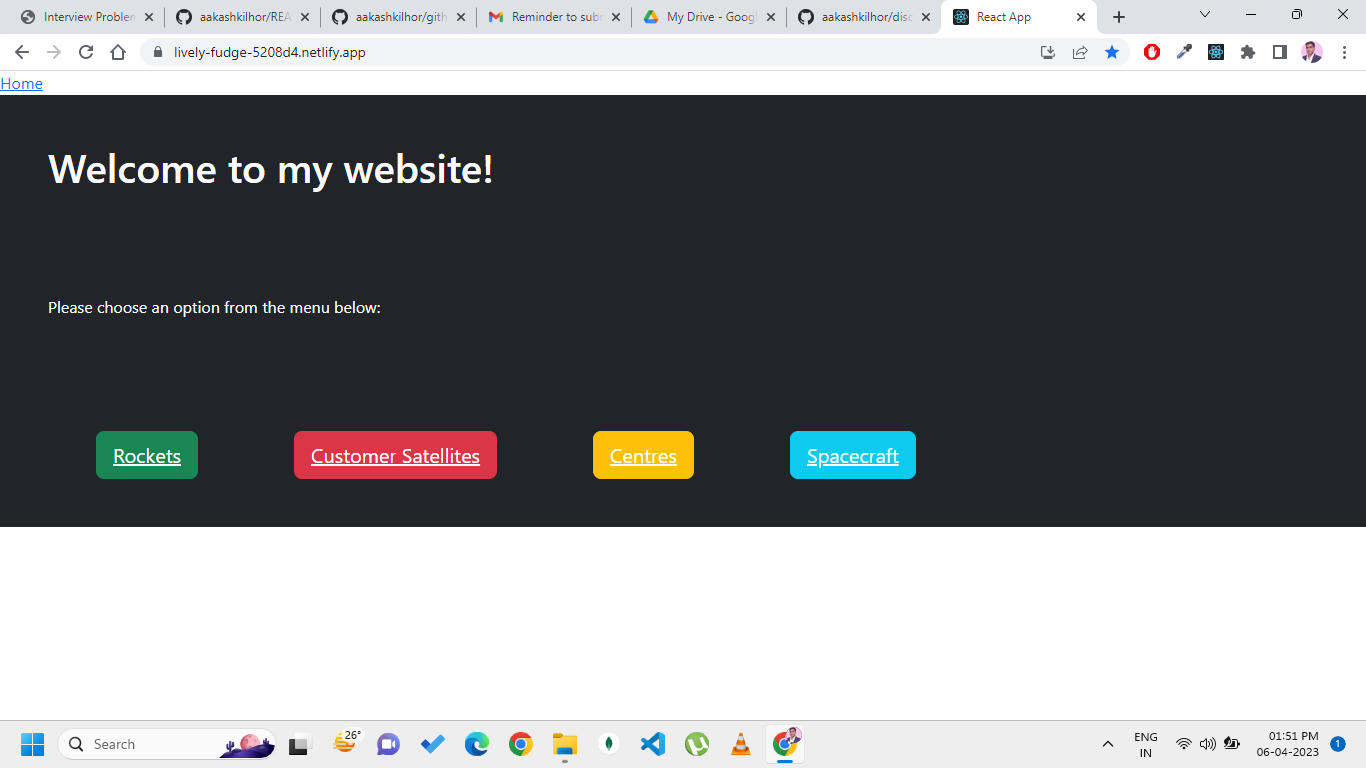 Interview Problem
aakashkilhor/REA
aakashkilhor/gith
Reminder to subm
My Drive - Googl
aakashkilhor/disc
React App
lively-fudge-5208d4.netlify.app
Home
Welcome to my website!
Please choose an option from the menu below:
Rockets
Customer Satellites
Centres
Spacecraft
Search
26°
ENG
IN
01:51 PM
06-04-2023
1